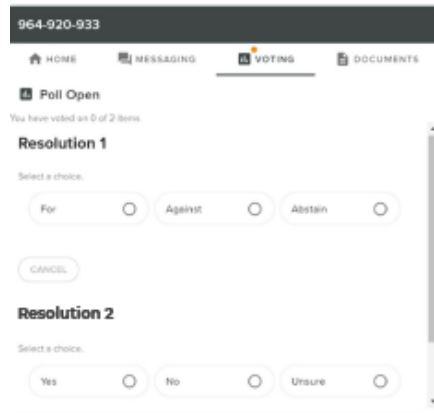 964-920-933
HOME MESSAGING VOTING DOCUMENTS
Poll Open
You have voted on 0 of 2 items
Resolution 1
Select a choice.
For Against Abstain
CANCEL
Resolution 2
Select a choice.
Yes No Unsure